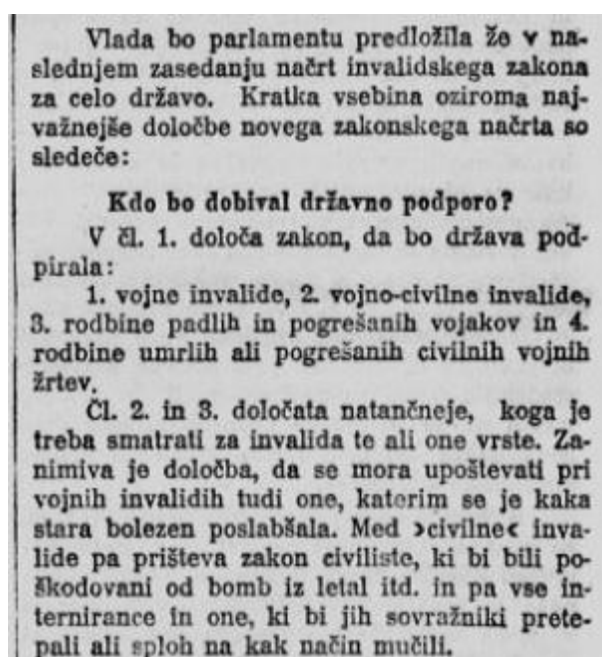 Vlada bo parlamentu predložila že v na-
slednjem zasedanju načrt invalidskega zakona
za celo državo. Kratka vsebina oziroma naj-
važnejše določbe novega zakonskega načrta so
sledeče:
Kdo bo dobival državno podporo?
V čl. 1. določa zakon, da bo država pod-
pirala:
1. vojne invalide, 2. vojno-civilne invalide,
3. rodbine padlih in pogrešanih vojakov in 4.
rodbine umrlih ali pogrešanih civilnih vojnih
žrtev.
Čl. 2. in 3. določata natančneje, koga je
treba smatrati za invalida te ali one vrste. Za-
nimiva je določba, da se mora upoštevati pri
vojnih invalidih tudi one, katerim se je kaka
stara bolezen poslabšala. Med ›civilne‹ inva-
lide pa prišteva zakon civiliste, ki bi bili po-
škodovani od bomb iz letal itd. in pa vse in-
ternirance in one, ki bi jih sovražniki prete-
pali ali sploh na kak način mučili.